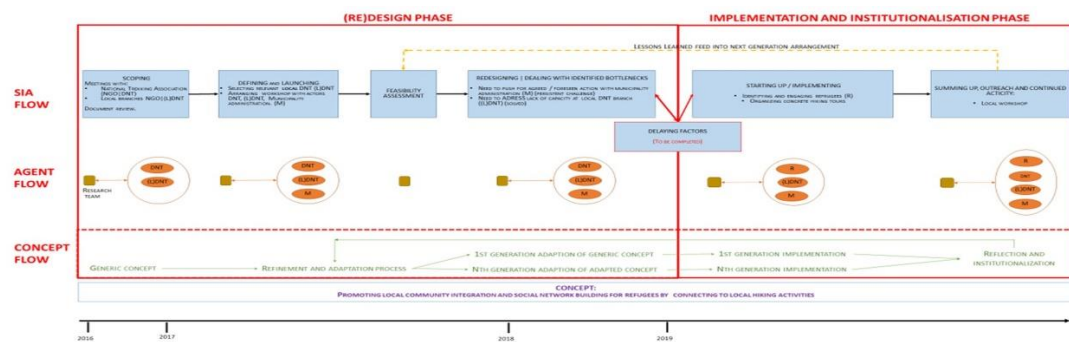 (RE)DESIGN PHASE
IMPLEMENTATION AND INSTITUTIONALISATION PHASE
LESSONS LEARNED FEED INTO NEXT GENERATION ARRANGEMENT
SIA
FLOW
SCOPING
MEETINGS WITH:
• NATIONAL TREKKING ASSOCIATION
(NGO:DNT)
• LOCAL BRANCHES NGO:(L)DNT
DOCUMENT REVIEW.
DEFINING AND LAUNCHING
• SELECTING RELEVANT LOCAL DNT (L)DNT
• ARRANGING WORKSHOP WITH ACTORS
DNT, (L)DNT, MUNICIPALITY
ADMINISTRATION: (M)
FEASIBILITY
ASSESSMENT
REDESIGNING | DEALING WITH IDENTIFIED BOTTLENECKS
• NEED TO PUSH FOR AGREED / FORESEEN ACTION WITH MUNICIPALITY
ADMINISTRATION (M) (PERSISTENT CHALLENGE)
• NEED TO ADRESS LACK OF CAPACITY AT LOCAL DNT BRANCH
((L)DNT) (SOLVED)
STARTING UP / IMPLEMENTING
• IDENTIFYING AND ENGAGING REFUGEES (R)
• ORGANIZING CONCRETE HIKING TOURS
SUMMING UP, OUTREACH AND CONTINUED
ACTICITY:
• LOCAL WORKSHOP
DELAYING FACTORS
(TO BE COMPLETED)
AGENT
FLOW
RESEARCH
TEAM
DNT
(L)DNT
DNT
(L)DNT
M
DNT
(L)DNT
M
R
(L)DNT
M
R
DNT
(L)DNT
M
CONCEPT
FLOW
GENERIC CONCEPT
REFINEMENT AND ADAPTATION PROCESS
1ST GENERATION ADAPTION OF GENERIC CONCEPT
NTH GENERATION ADAPTION OF ADAPTED CONCEPT
1ST GENERATION IMPLEMENTATION
NTH GENERATION IMPLEMENTATION
REFLECTION AND
INSTITUTIONALIZATION
CONCEPT:
PROMOTING LOCAL COMMUNITY INTEGRATION AND SOCIAL NETWORK BUILDING FOR REFUGEES BY CONNECTING TO LOCAL HIKING ACTIVITIES
2016
2017
2018
2019